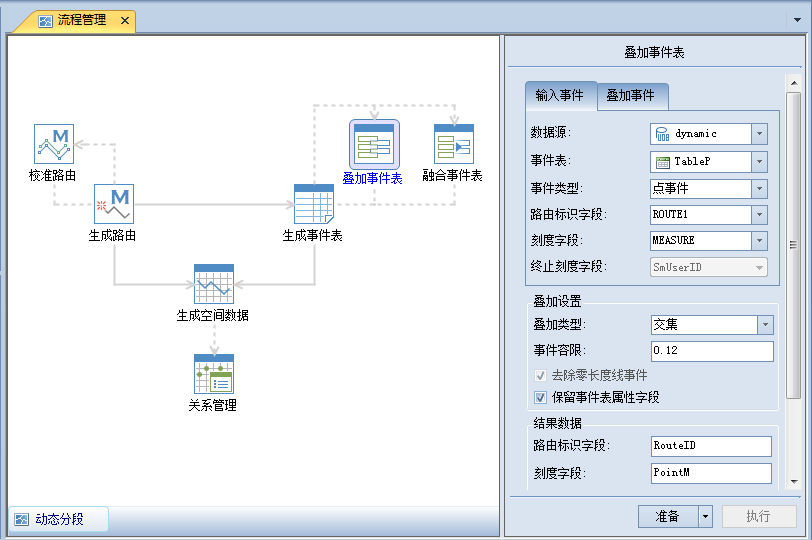 流程管理
校准路由
生成路由
叠加事件表
融合事件表
生成事件表
生成空间数据
关系管理
动态分段
叠加事件表
输入事件
叠加事件
数据源:
dynamic
事件表:
TableP
事件类型:
点事件
路由标识字段:
ROUTE1
刻度字段:
MEASURE
终止刻度字段:
SmUserID
叠加设置
叠加类型:
交集
事件容限:
0.12
去除零长度线事件
保留事件表属性字段
结果数据
路由标识字段:
RouteID
刻度字段:
PointM
准备
执行